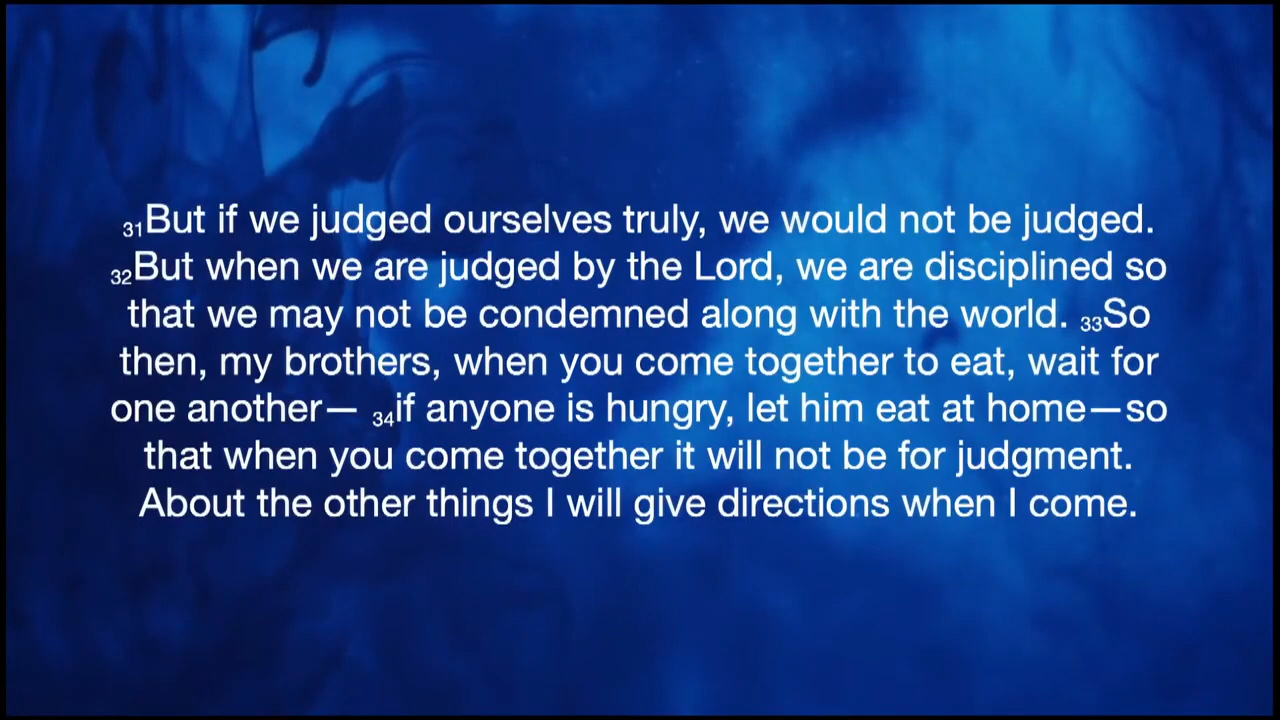 31But if we judged ourselves truly, we would not be judged.
32But when we are judged by the Lord, we are disciplined so
that we may not be condemned along with the world. 33So
then, my brothers, when you come together to eat, wait for
one another— 34if anyone is hungry, let him eat at home—so
that when you come together it will not be for judgment.
About the other things I will give directions when I come.